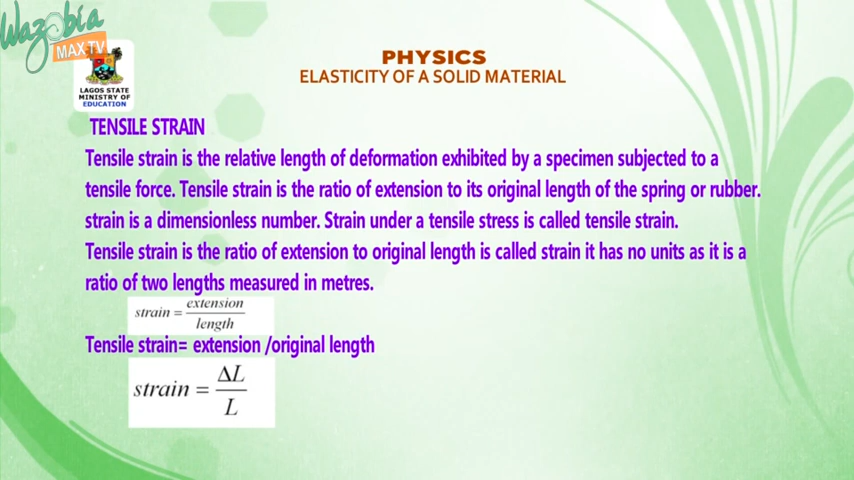 Wazobia
MAX TV
LAGOS STATE
MINISTRY OF
EDUCATION
PHYSICS
ELASTICITY OF A SOLID MATERIAL
TENSILE STRAIN
Tensile strain is the relative length of deformation exhibited by a specimen subjected to a
tensile force. Tensile strain is the ratio of extension to its original length of the spring or rubber.
strain is a dimensionless number. Strain under a tensile stress is called tensile strain.
Tensile strain is the ratio of extension to original length is called strain it has no units as it is a
ratio of two lengths measured in metres.
strain = extension / length
Tensile strain= extension /original length
strain = ΔL / L